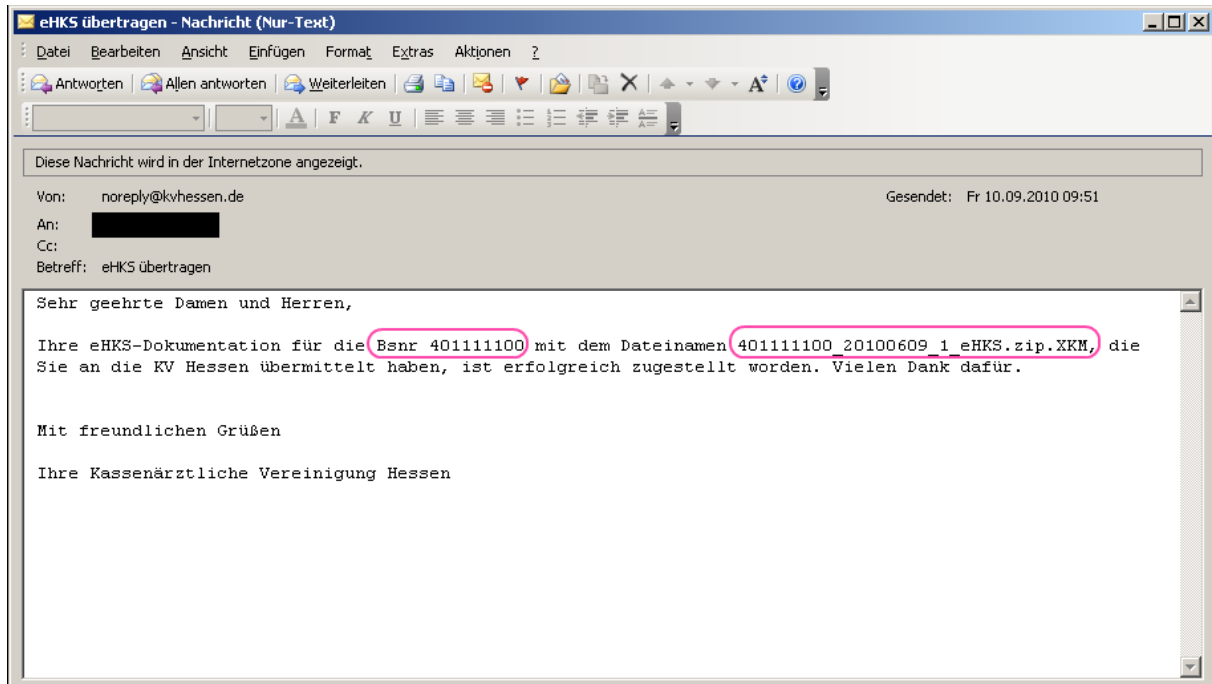 eHKS übertragen - Nachricht (Nur-Text)
Datei Bearbeiten Ansicht Einfügen Format Extras Aktionen ?
Antworten Allen antworten Weiterleiten
F K U
Diese Nachricht wird in der Internetzone angezeigt.
Von: noreply@kvhessen.de Gesendet: Fr 10.09.2010 09:51
An:
Cc:
Betreff: eHKS übertragen
Sehr geehrte Damen und Herren,
Ihre eHKS-Dokumentation für die Bsnr 401111100 mit dem Dateinamen 401111100_20100609_1_eHKS.zip.XKM, die
Sie an die KV Hessen übermittelt haben, ist erfolgreich zugestellt worden. Vielen Dank dafür.
Mit freundlichen Grüßen
Ihre Kassenärztliche Vereinigung Hessen